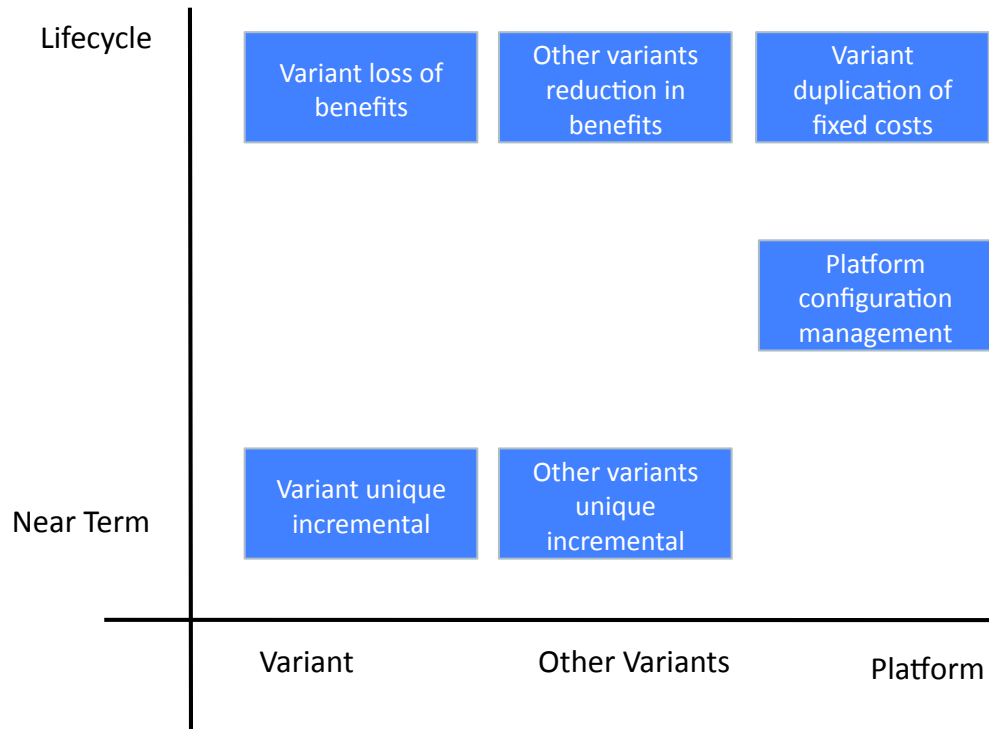 Lifecycle
Variant loss of
benefits
Other variants
reduction in
benefits
Variant
duplication of
fixed costs
Platform
configuration
management
Near Term
Variant unique
incremental
Other variants
unique
incremental
Variant
Other Variants
Platform